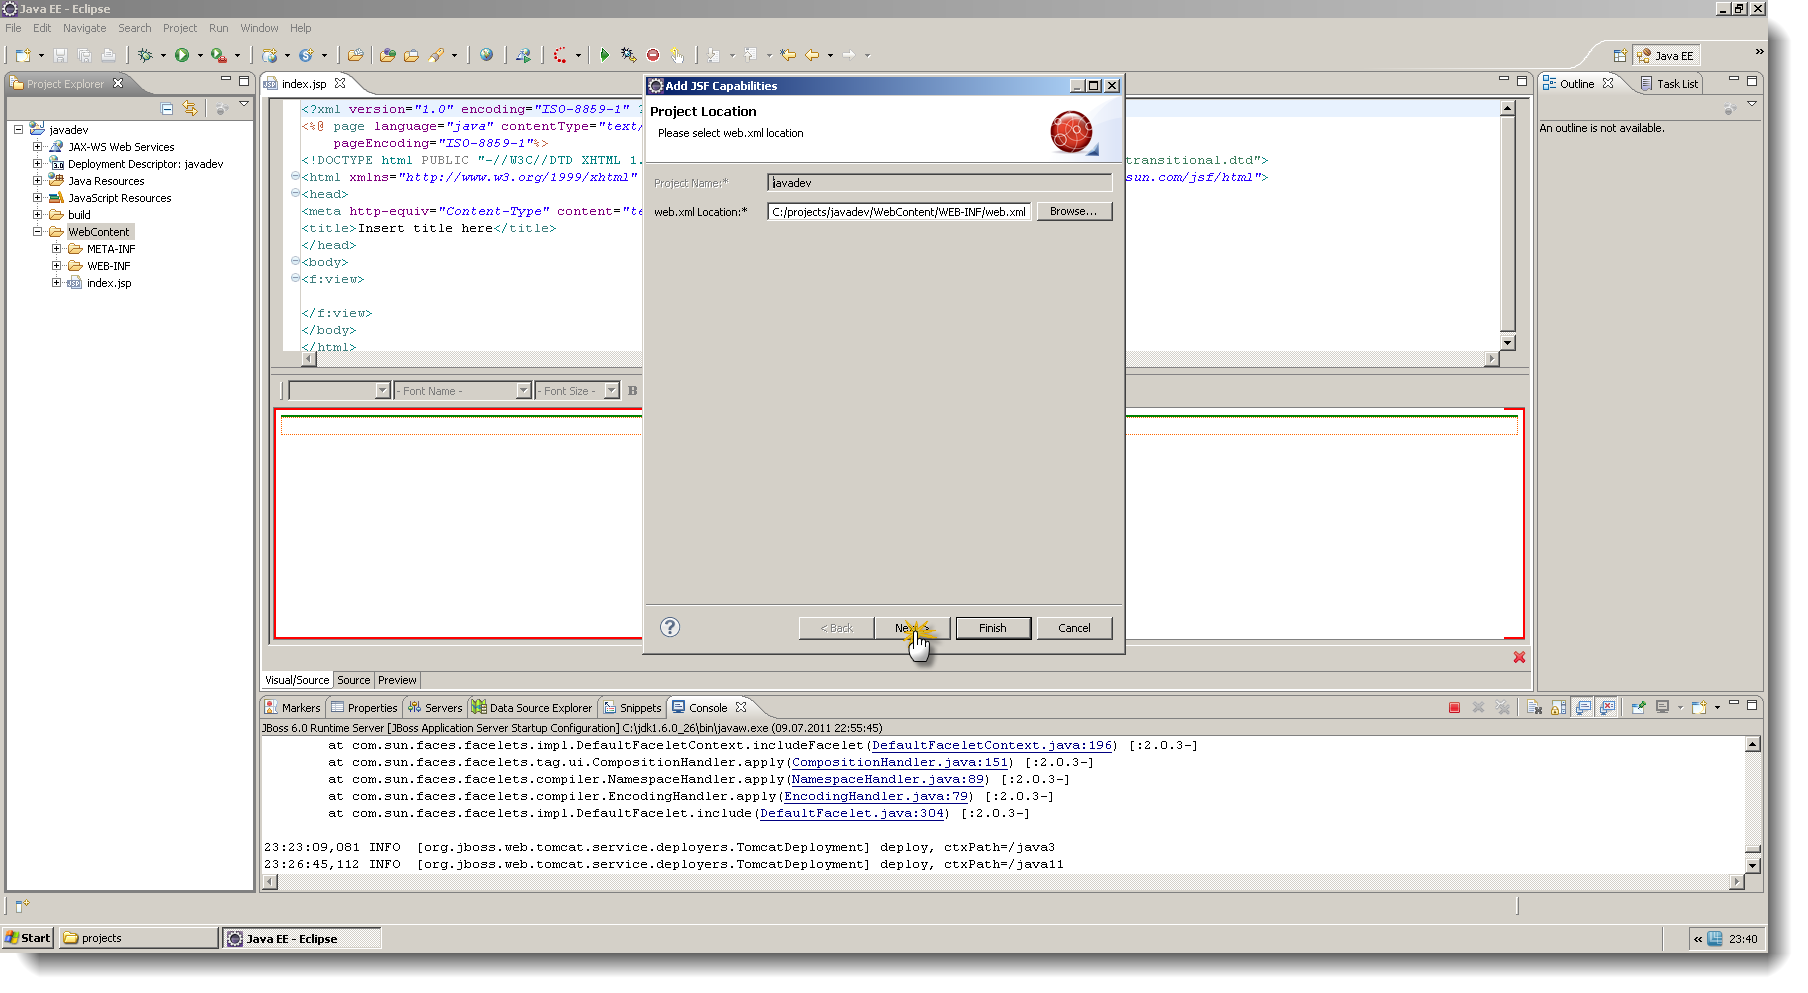 Java EE - Eclipse
File Edit Navigate Search Project Run Window Help
Java EE
»
Project Explorer
javadev
JAX-WS Web Services
Deployment Descriptor: javadev
Java Resources
JavaScript Resources
build
WebContent
META-INF
WEB-INF
index.jsp
index.jsp
<?xml version="1.0" encoding="ISO-8859-1" ?
<%@ page language="java" contentType="text/
pageEncoding="ISO-8859-1"%>
<!DOCTYPE html PUBLIC "-//W3C//DTD XHTML 1. transitional.dtd">
<html xmlns="http://www.w3.org/1999/xhtml" sun.com/jsf/html">
<head>
<meta http-equiv="Content-Type" content="te
<title>Insert title here</title>
</head>
<body>
<f:view>
</f:view>
</body>
</html>
- Font Name - - Font Size - B
Visual/Source Source Preview
Add JSF Capabilities
Project Location
Please select web.xml location
Project Name:* javadev
web.xml Location:* C:/projects/javadev/WebContent/WEB-INF/web.xml Browse...
? < Back Finish Cancel
Outline Task List
An outline is not available.
Markers Properties Servers Data Source Explorer Snippets Console
JBoss 6.0 Runtime Server [JBoss Application Server Startup Configuration] C:\jdk1.6.0_26\bin\javaw.exe (09.07.2011 22:55:45)
at com.sun.faces.facelets.impl.DefaultFaceletContext.includeFacelet(DefaultFaceletContext.java:196) [:2.0.3-]
at com.sun.faces.facelets.tag.ui.CompositionHandler.apply(CompositionHandler.java:151) [:2.0.3-]
at com.sun.faces.facelets.compiler.NamespaceHandler.apply(NamespaceHandler.java:89) [:2.0.3-]
at com.sun.faces.facelets.compiler.EncodingHandler.apply(EncodingHandler.java:79) [:2.0.3-]
at com.sun.faces.facelets.impl.DefaultFacelet.include(DefaultFacelet.java:304) [:2.0.3-]
23:23:09,081 INFO [org.jboss.web.tomcat.service.deployers.TomcatDeployment] deploy, ctxPath=/java3
23:26:45,112 INFO [org.jboss.web.tomcat.service.deployers.TomcatDeployment] deploy, ctxPath=/java11
Start projects Java EE - Eclipse « 23:40